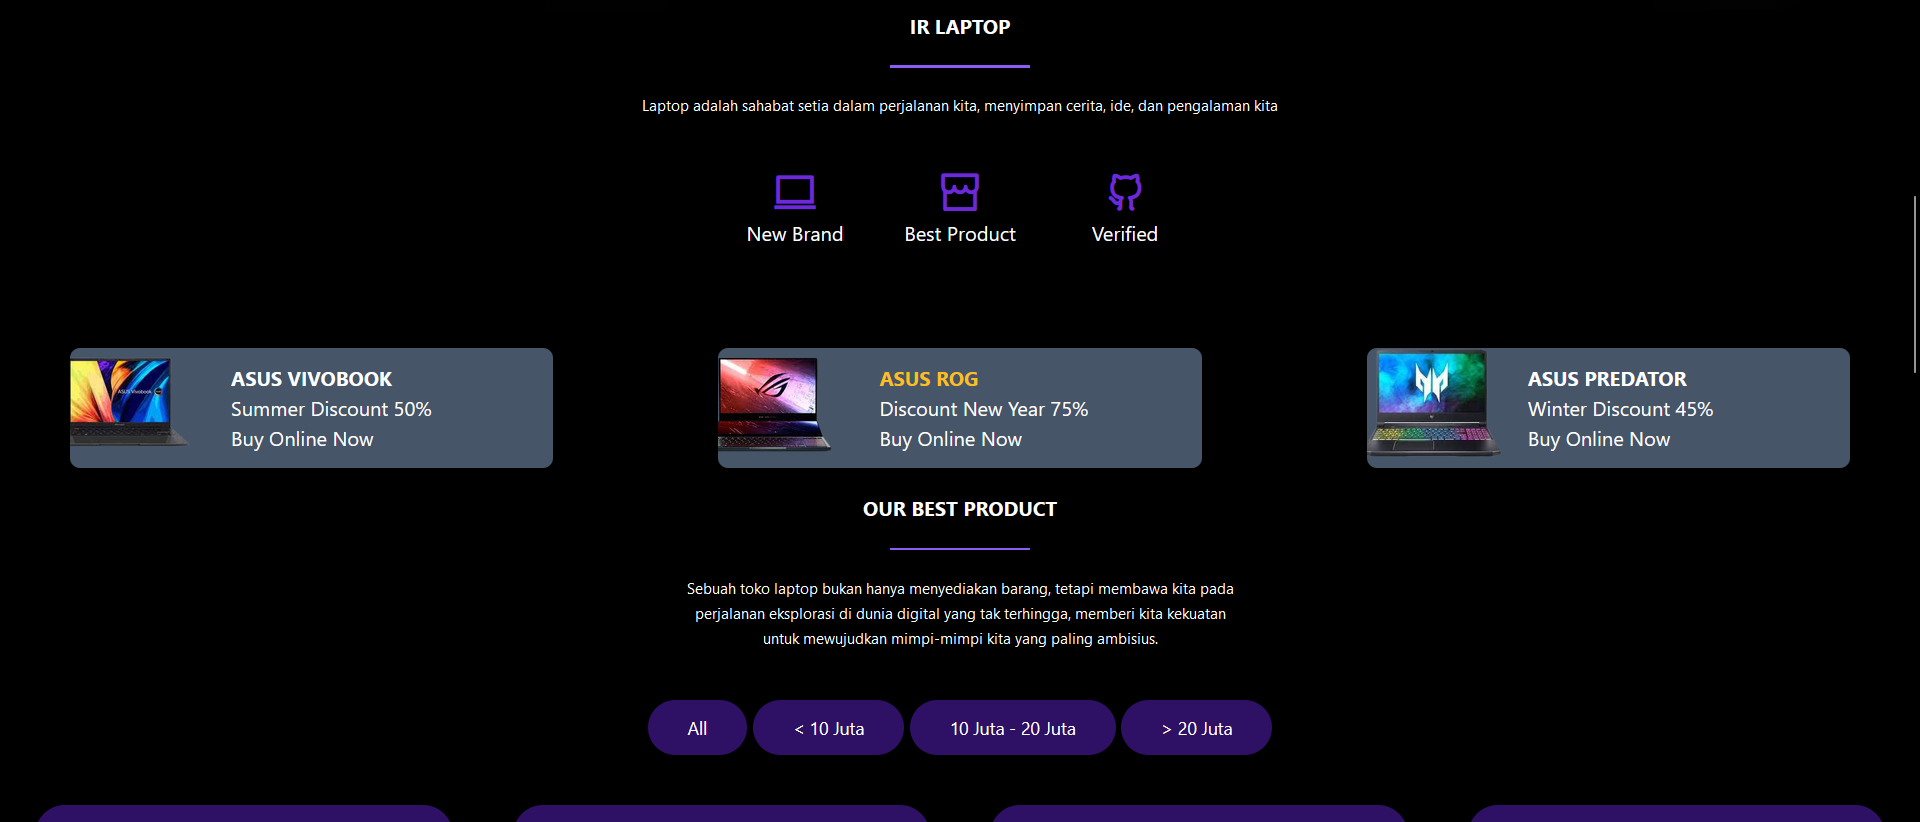 IR LAPTOP
Laptop adalah sahabat setia dalam perjalanan kita, menyimpan cerita, ide, dan pengalaman kita
New Brand
Best Product
Verified
ASUS VIVOBOOK
Summer Discount 50%
Buy Online Now
ASUS ROG
Discount New Year 75%
Buy Online Now
ASUS PREDATOR
Winter Discount 45%
Buy Online Now
OUR BEST PRODUCT
Sebuah toko laptop bukan hanya menyediakan barang, tetapi membawa kita pada
perjalanan eksplorasi di dunia digital yang tak terhingga, memberi kita kekuatan
untuk mewujudkan mimpi-mimpi kita yang paling ambisius.
All
< 10 Juta
10 Juta - 20 Juta
> 20 Juta